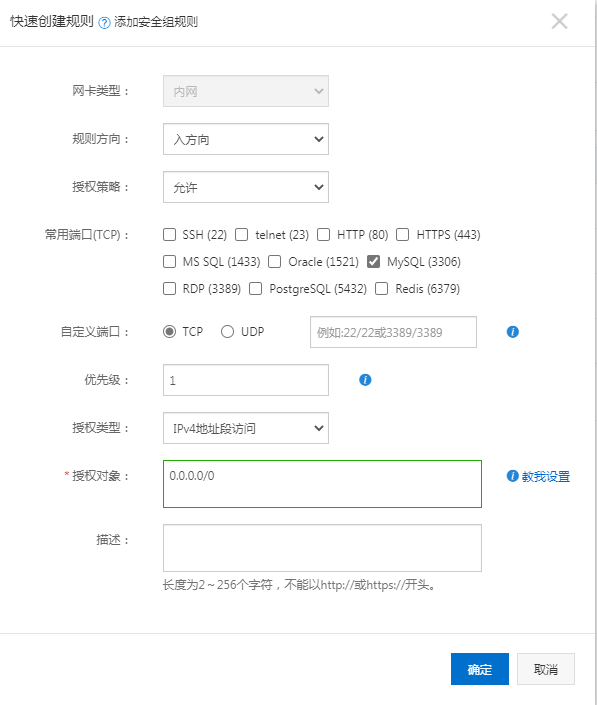 快速创建规则 ? 添加安全组规则
网卡类型： 内网
规则方向： 入方向
授权策略： 允许
常用端口(TCP)： SSH (22) telnet (23) HTTP (80) HTTPS (443)
MS SQL (1433) Oracle (1521) MySQL (3306)
RDP (3389) PostgreSQL (5432) Redis (6379)
自定义端口： TCP UDP 例如:22/22或3389/3389 i
优先级： 1 i
授权类型： IPv4地址段访问
*授权对象： 0.0.0.0/0 i 教我设置
描述：
长度为2～256个字符，不能以http://或https://开头。
确定 取消